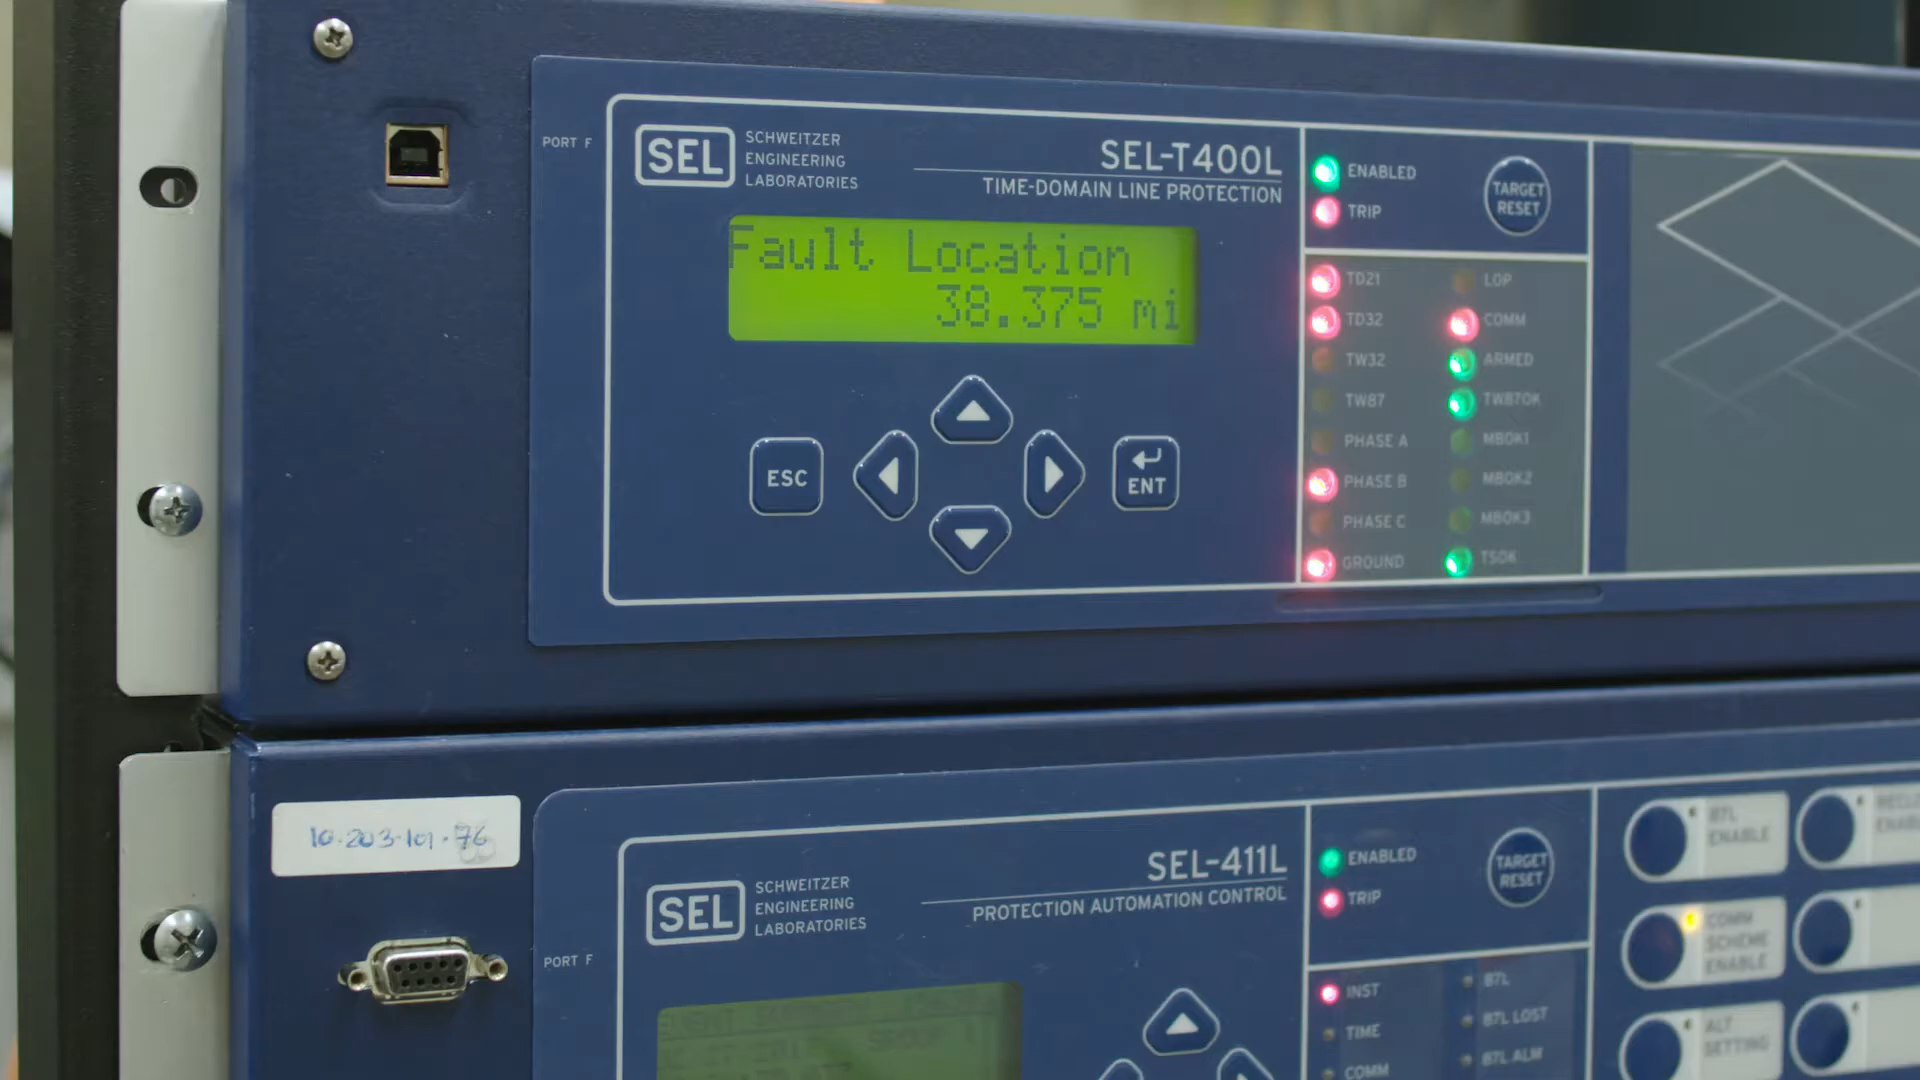 PORT F
SEL
SCHWEITZER
ENGINEERING
LABORATORIES
SEL-T400L
TIME-DOMAIN LINE PROTECTION
Fault Location
38.375 mi
ESC
ENT
ENABLED
TRIP
TARGET
RESET
TD21
TD32
TW32
TW87
PHASE A
PHASE B
PHASE C
GROUND
LOP
COMM
ARMED
TW87OK
MBOK1
MBOK2
MBOK3
TSOK
10.203.101.76
PORT F
SEL
SCHWEITZER
ENGINEERING
LABORATORIES
SEL-411L
PROTECTION AUTOMATION CONTROL
ENABLED
TRIP
TARGET
RESET
INST
TIME
COMM
87L
87L LOST
87L ALM
87L
ENABLE
COMM
SCHEME
ENABLE
ALT
SETTING